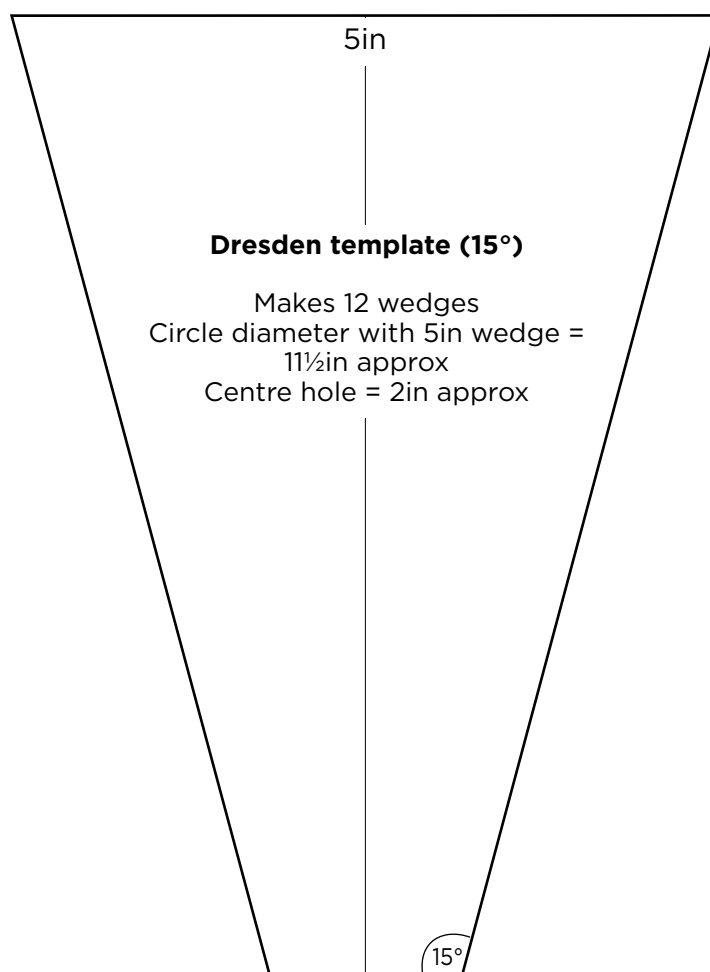 5in
Dresden template (15°)
Makes 12 wedges
Circle diameter with 5in wedge =
11½in approx
Centre hole = 2in approx
15°